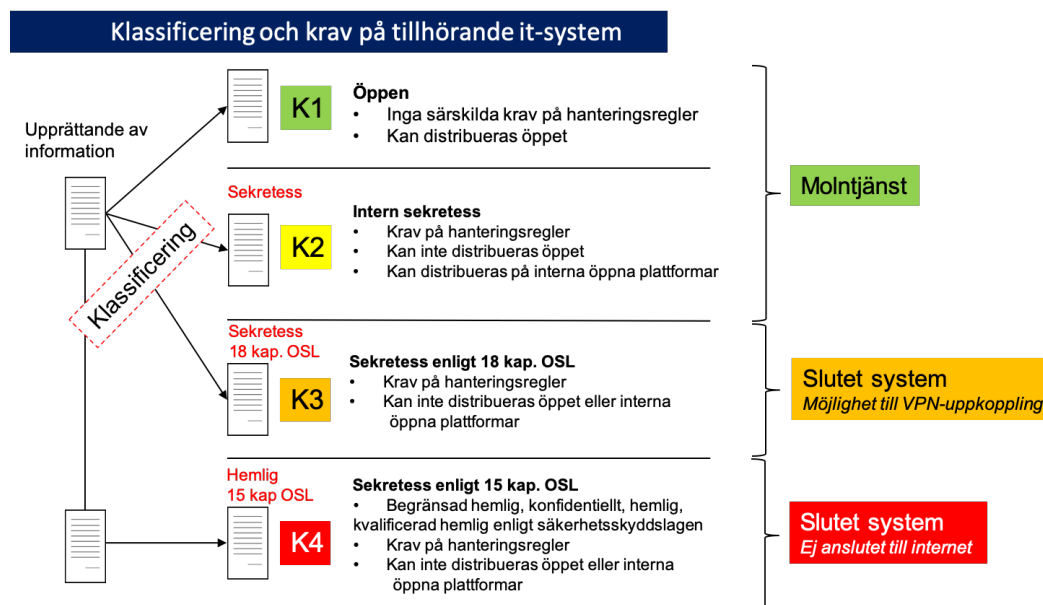 Klassificering och krav på tillhörande it-system
Upprättande av
information
Klassificering
K1
Öppen
• Inga särskilda krav på hanteringsregler
• Kan distribueras öppet
Sekretess
K2
Intern sekretess
• Krav på hanteringsregler
• Kan inte distribueras öppet
• Kan distribueras på interna öppna plattformar
Molntjänst
Sekretess
18 kap. OSL
K3
Sekretess enligt 18 kap. OSL
• Krav på hanteringsregler
• Kan inte distribueras öppet eller interna
öppna plattformar
Slutet system
Möjlighet till VPN-uppkoppling
Hemlig
15 kap OSL
K4
Sekretess enligt 15 kap. OSL
• Begränsad hemlig, konfidentiellt, hemlig,
kvalificerad hemlig enligt säkerhetsskyddslagen
• Krav på hanteringsregler
• Kan inte distribueras öppet eller interna
öppna plattformar
Slutet system
Ej anslutet till internet